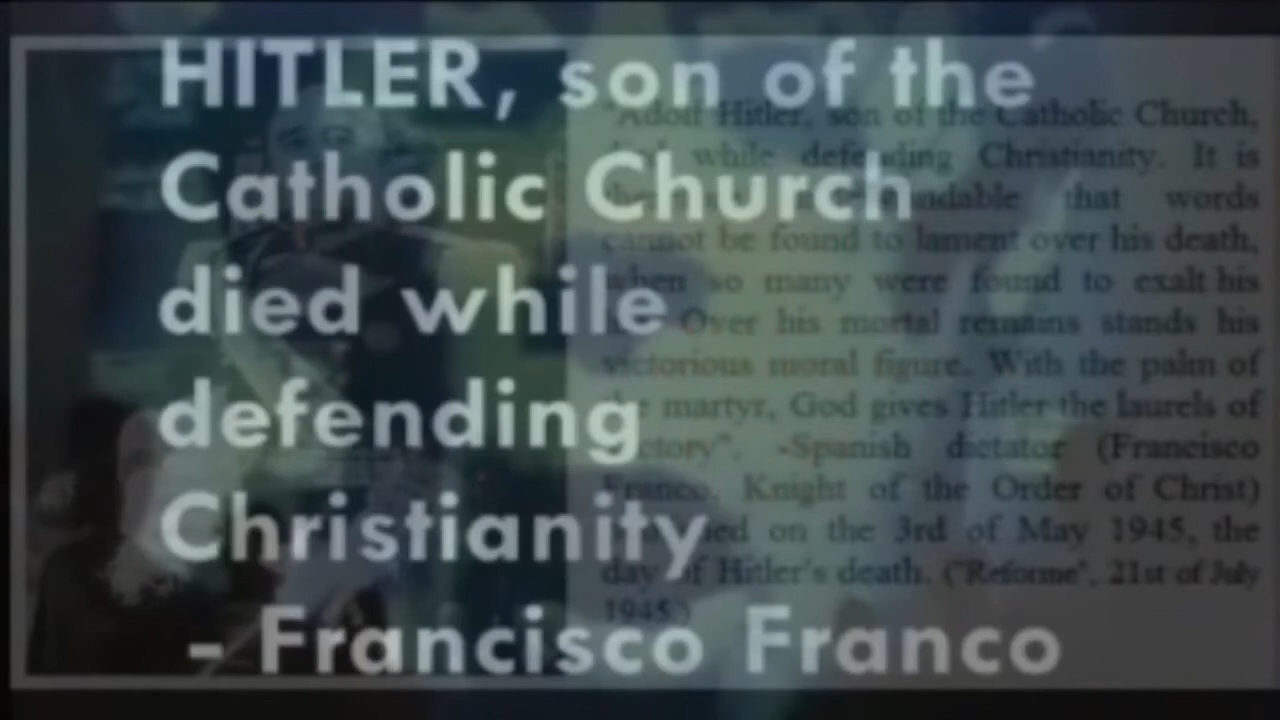 HITLER, son of the
Catholic Church
died while
defending
Christianity
- Francisco Franco
"Adolf Hitler, son of the Catholic Church,
while defending Christianity. It is
that words
cannot be found to lament over his death,
when so many were found to exalt his
Over his mortal remains stands his
victorious moral figure. With the palm of
the martyr, God gives Hitler the laurels of
victory". -Spanish dictator (Francisco
Franco, Knight of the Order of Christ)
on the 3rd of May 1945, the
day of Hitler's death. ("Reforme", 21st of July
1945.)